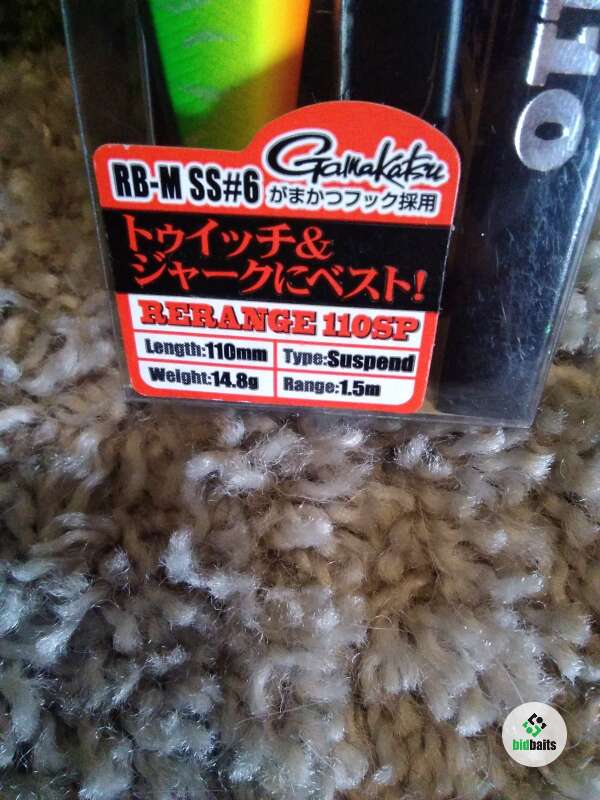 RB-M SS#6
Gamakatsu
がまかつフック採用
トゥイッチ&
ジャークにベスト!
RERANGE 110SP
Length:110mm
Type:Suspend
Weight:14.8g
Range:1.5m
bidbaits